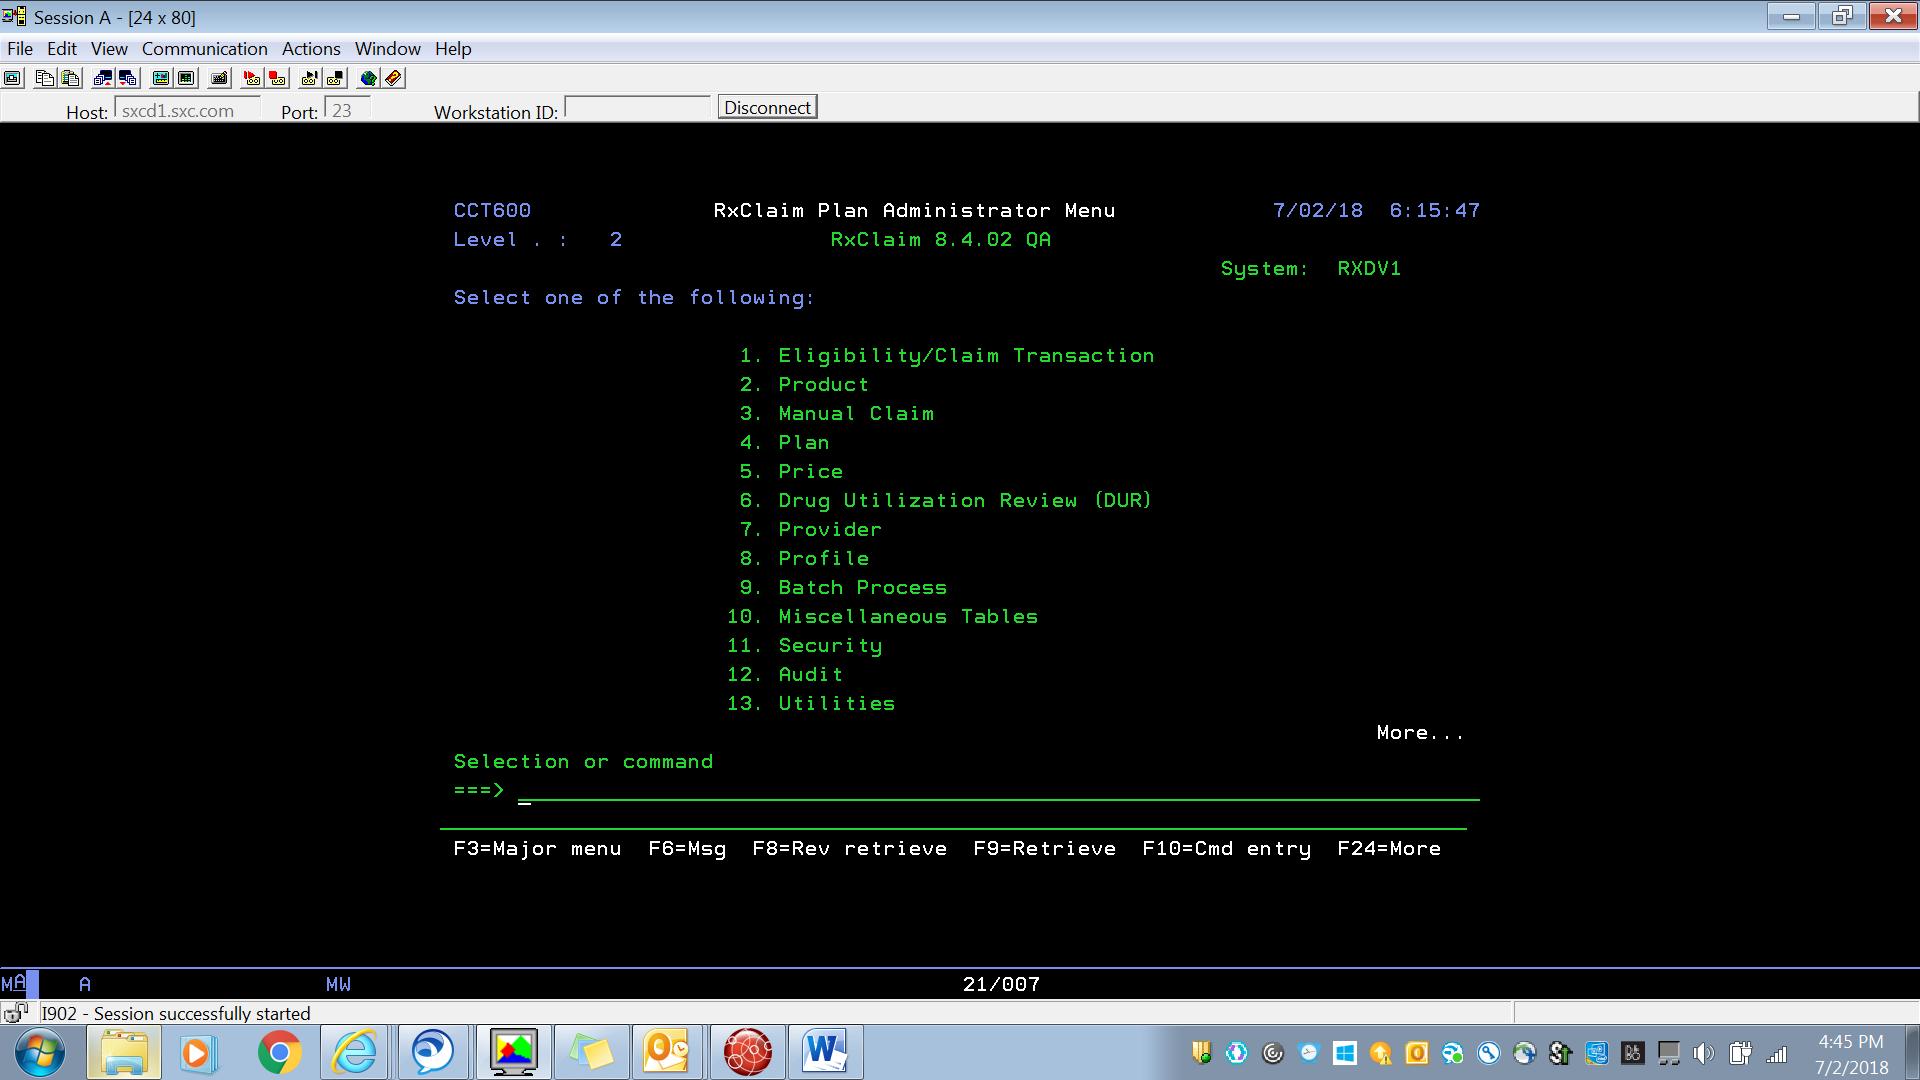 Session A - [24 x 80]
File Edit View Communication Actions Window Help
Host: sxcd1.sxc.com Port: 23 Workstation ID: Disconnect
CCT600 RxClaim Plan Administrator Menu 7/02/18 6:15:47
Level . : 2 RxClaim 8.4.02 QA
System: RXDV1
Select one of the following:
1. Eligibility/Claim Transaction
2. Product
3. Manual Claim
4. Plan
5. Price
6. Drug Utilization Review (DUR)
7. Provider
8. Profile
9. Batch Process
10. Miscellaneous Tables
11. Security
12. Audit
13. Utilities
More...
Selection or command
===> _
F3=Major menu F6=Msg F8=Rev retrieve F9=Retrieve F10=Cmd entry F24=More
MA A MW 21/007
I902 - Session successfully started
4:45 PM
7/2/2018